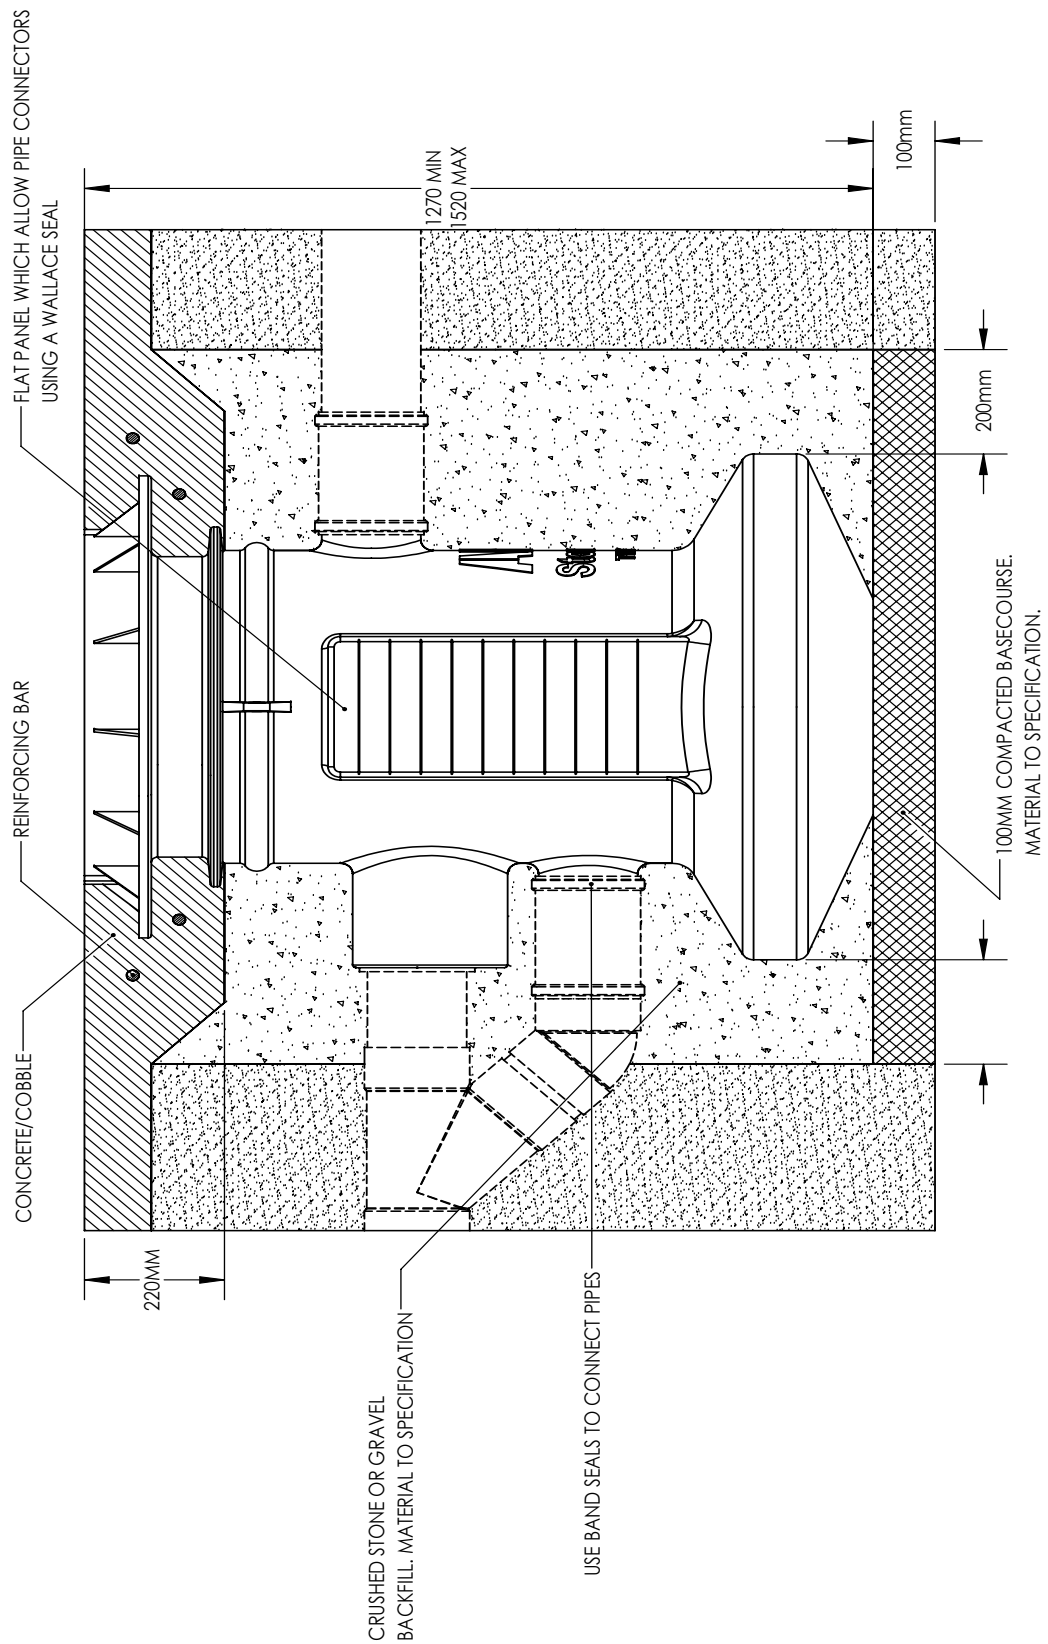 FLAT PANEL WHICH ALLOW PIPE CONNECTORS
USING A WALLACE SEAL
REINFORCING BAR
CONCRETE/COBBLE
1270 MIN
1520 MAX
100mm
200mm
220MM
CRUSHED STONE OR GRAVEL
BACKFILL. MATERIAL TO SPECIFICATION
USE BAND SEALS TO CONNECT PIPES
100MM COMPACTED BASECOURSE.
MATERIAL TO SPECIFICATION.